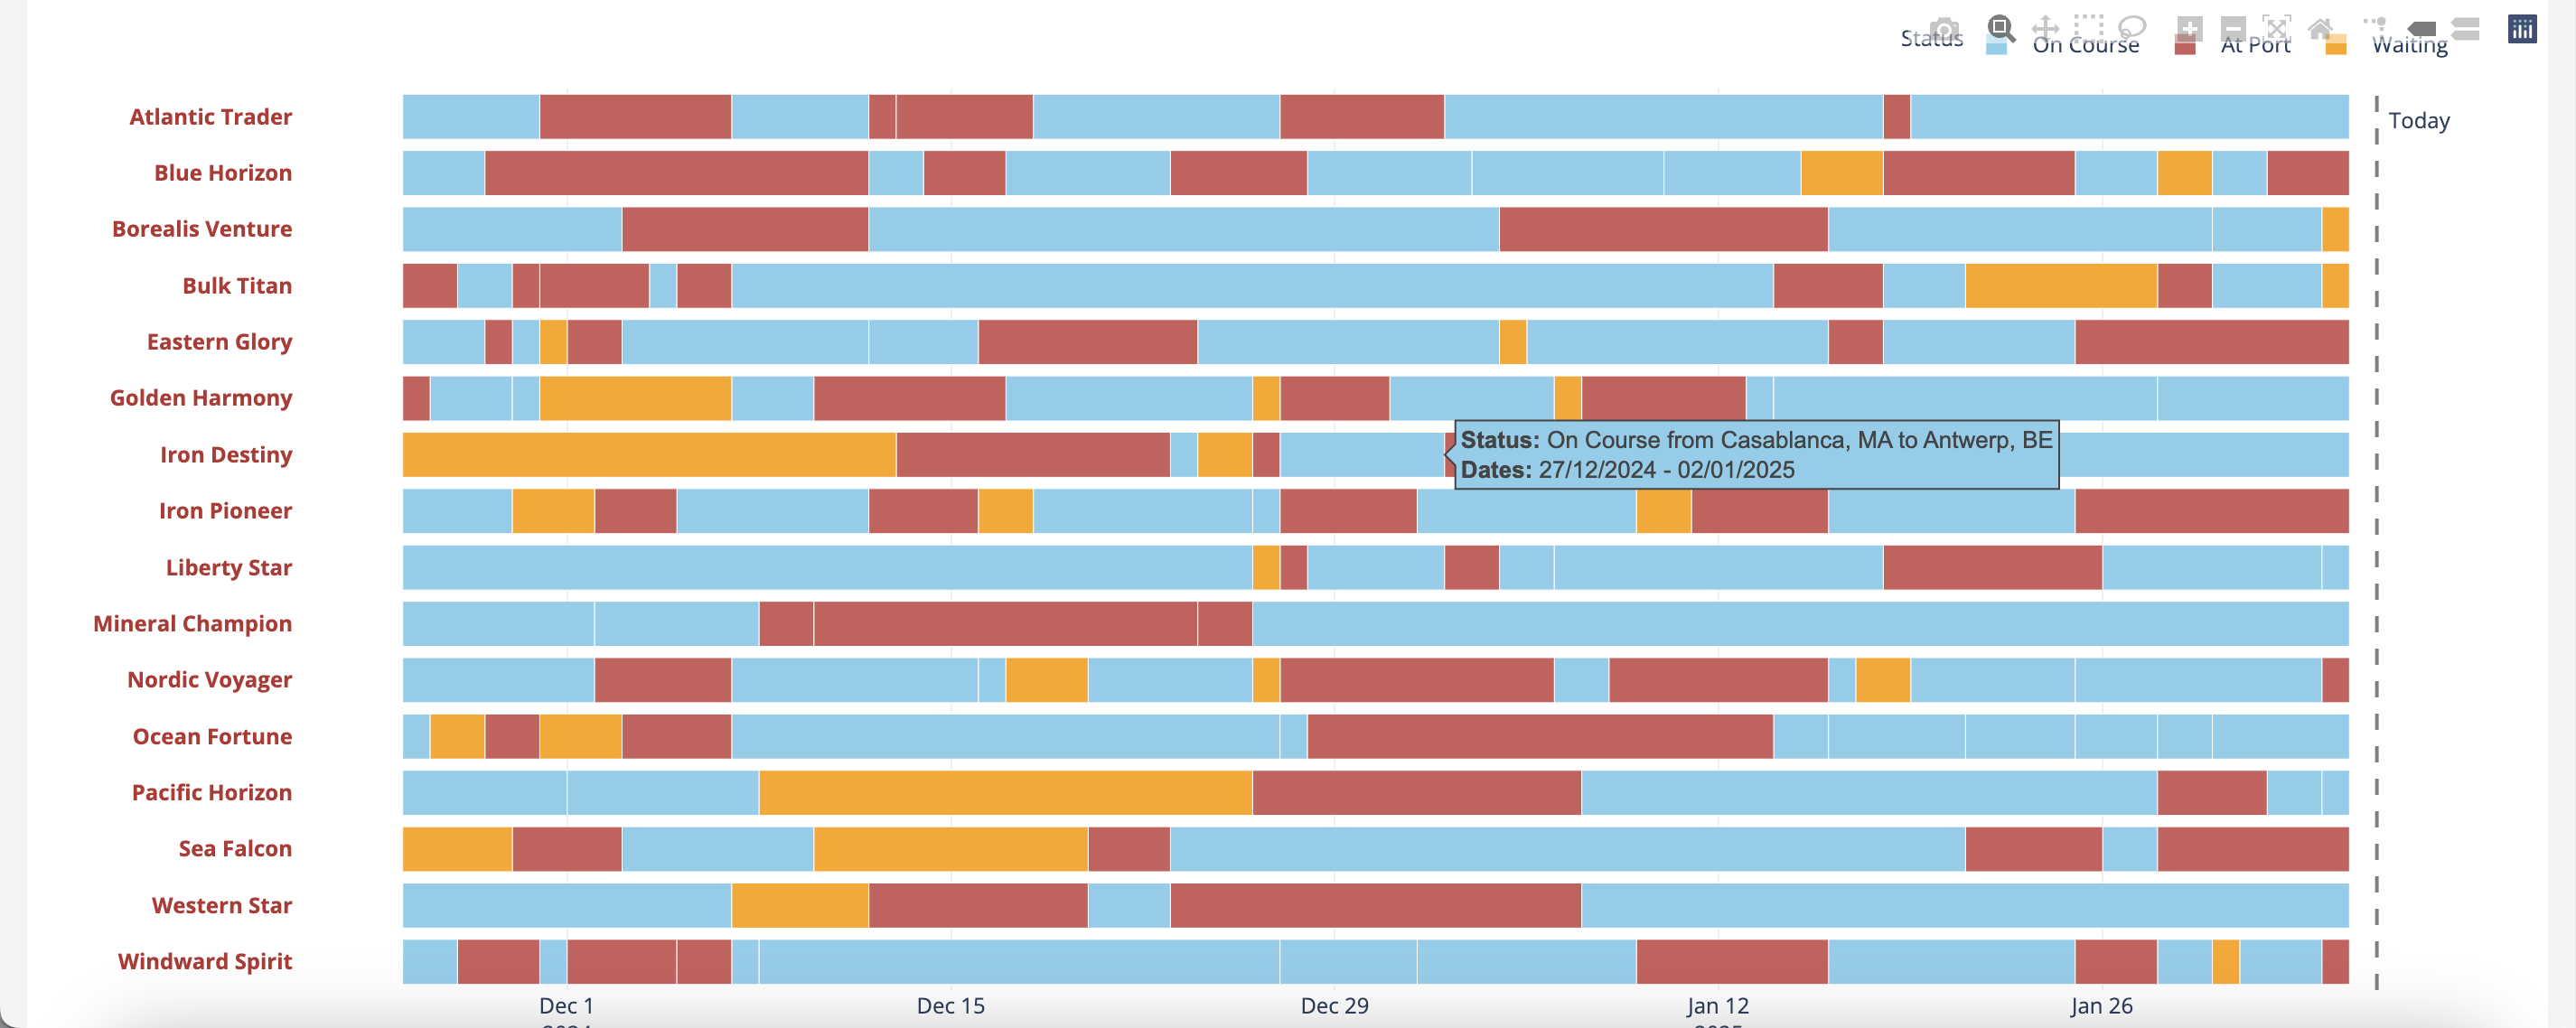 Status On Course At Port Waiting
Atlantic Trader
Today
Blue Horizon
Borealis Venture
Bulk Titan
Eastern Glory
Golden Harmony
Iron Destiny
Status: On Course from Casablanca, MA to Antwerp, BE
Dates: 27/12/2024 - 02/01/2025
Iron Pioneer
Liberty Star
Mineral Champion
Nordic Voyager
Ocean Fortune
Pacific Horizon
Sea Falcon
Western Star
Windward Spirit
Dec 1 Dec 15 Dec 29 Jan 12 Jan 26